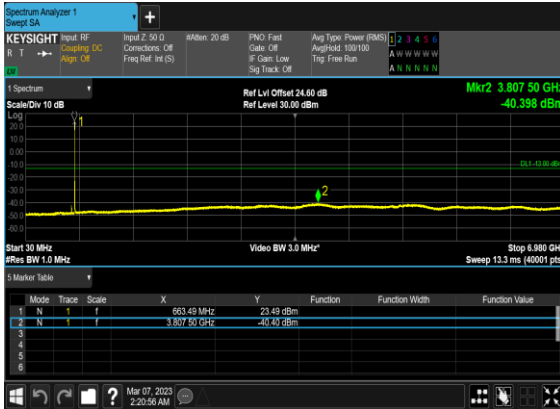 Spectrum Analyzer 1
Swept SA
+
KEYSIGHT Input: RF Input Z: 50 Ω #Atten: 20 dB PNO: Fast Avg Type: Power (RMS) 1 2 3 4 5 6
R T Coupling: DC Corrections: Off Gate: Off Avg|Hold: 100/100 A W W W W W
Align: Off Freq Ref: Int (S) IF Gain: Low Trig: Free Run
Sig Track: Off A N N N N N
1 Spectrum Ref Lvl Offset 24.60 dB Mkr2 3.807 50 GHz
Scale/Div 10 dB Ref Level 30.00 dBm -40.398 dBm
Log
20.0 1
10.0
0.00
-10.0 DL1 -13.00 dBm
-20.0
-30.0 2
-40.0
-50.0
-60.0
Start 30 MHz Video BW 3.0 MHz* Stop 6.980 GHz
#Res BW 1.0 MHz Sweep 13.3 ms (40001 pts)
5 Marker Table
Mode Trace Scale X Y Function Function Width Function Value
1 N 1 f 663.49 MHz 23.49 dBm
2 N 1 f 3.807 50 GHz -40.40 dBm
3
4
5
6
? Mar 07, 2023
2:20:56 AM